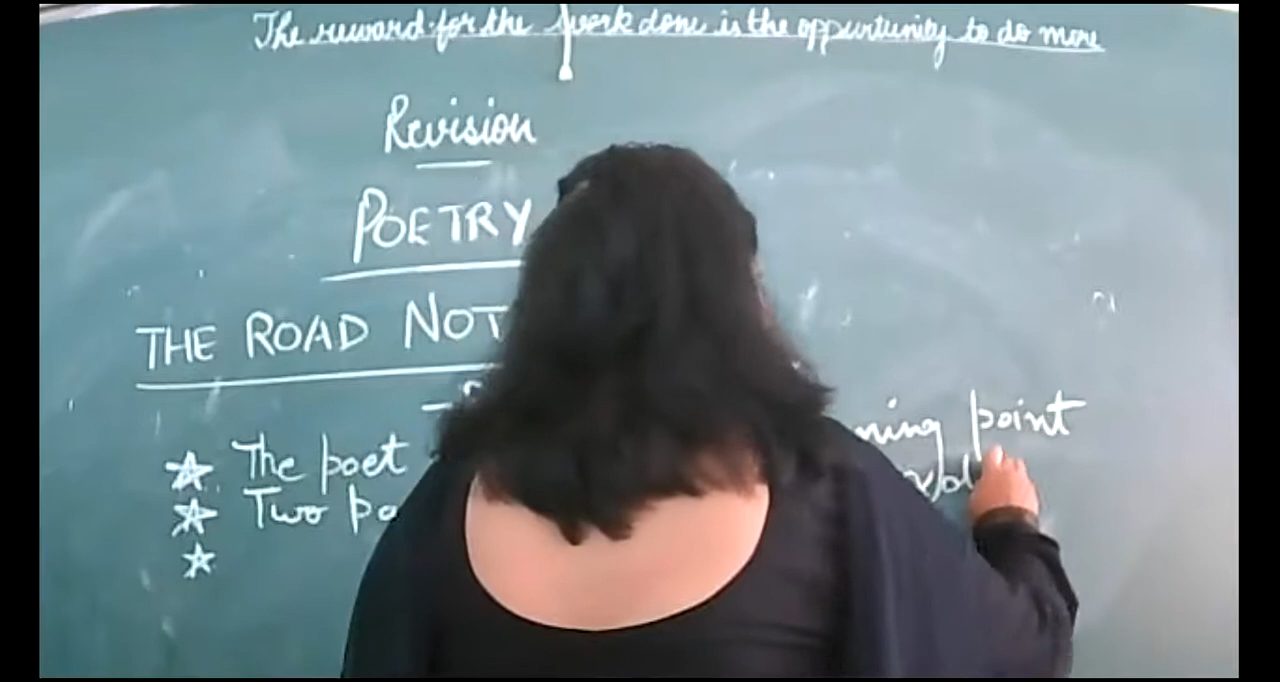 The reward for the work done is the oppurtunity to do more
Revision
POETRY
THE ROAD NOT
The poet ning point
Two pa